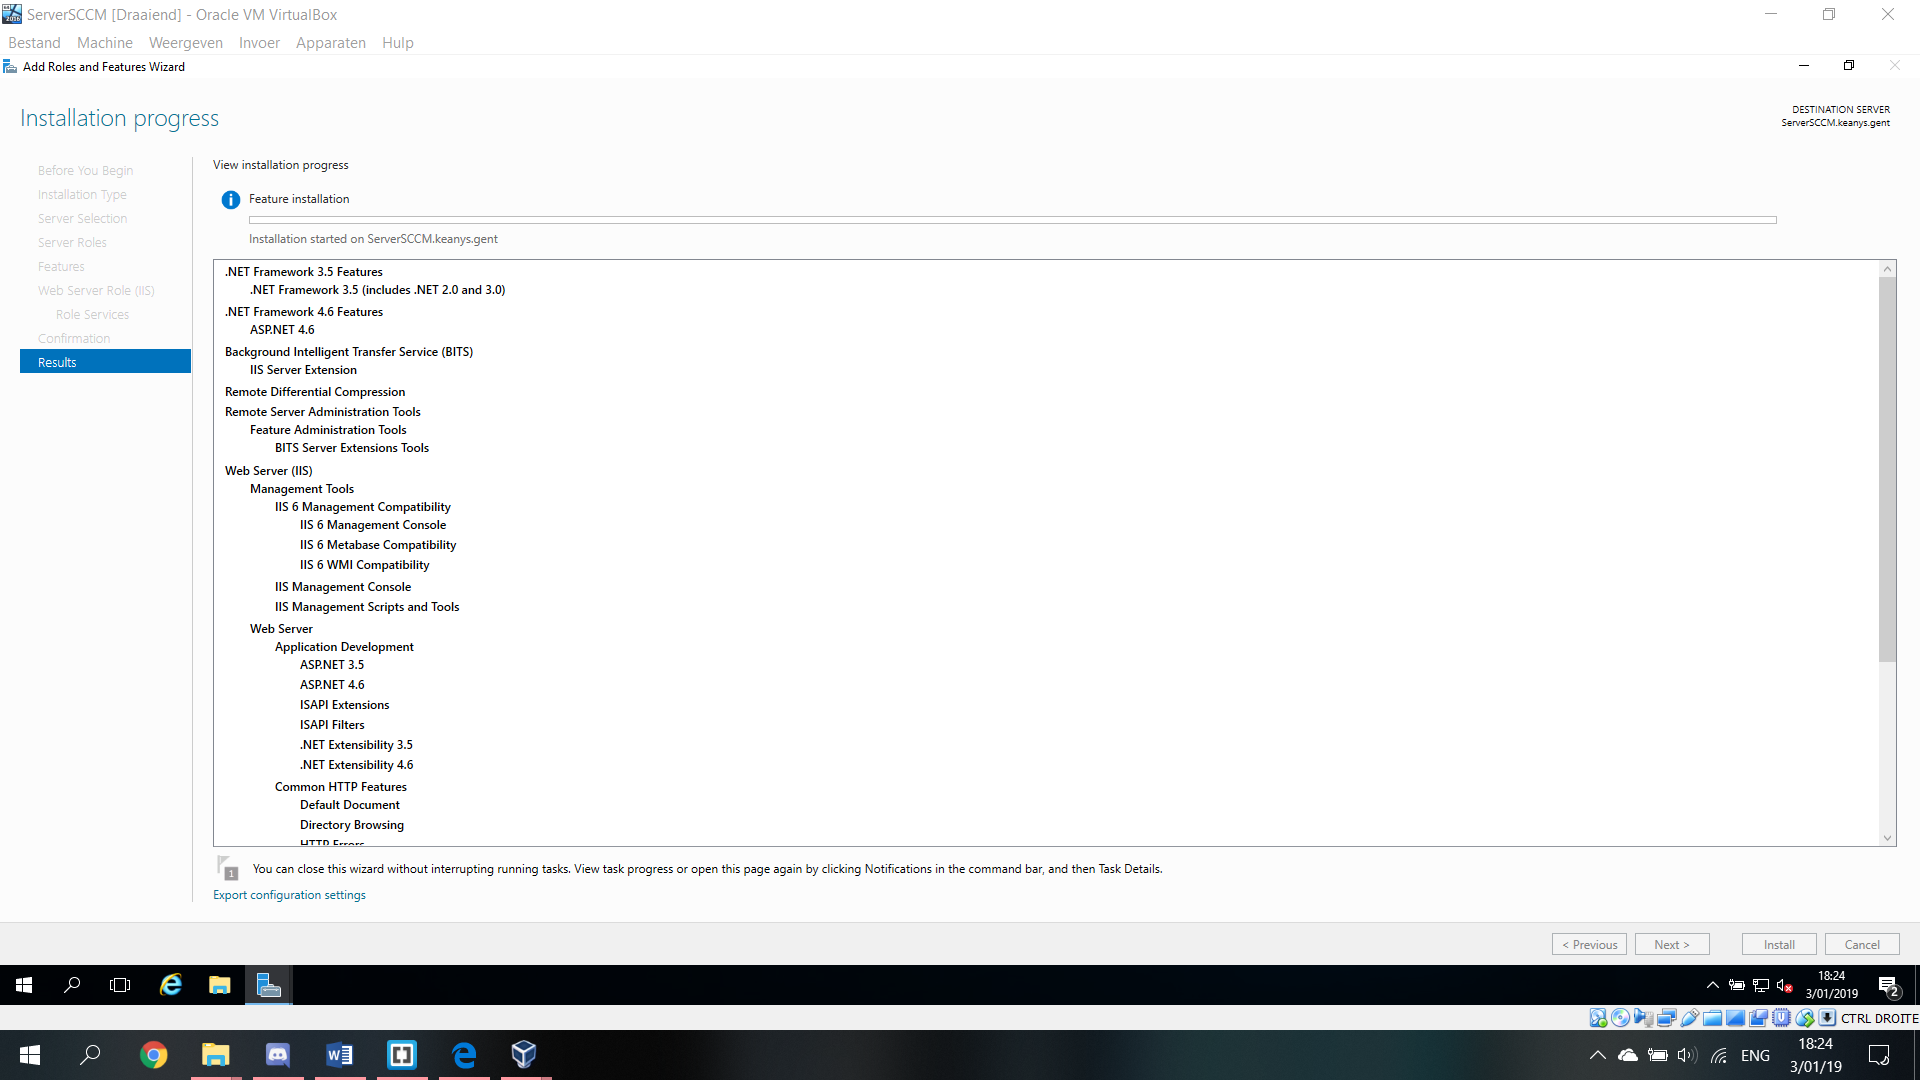 ServerSCCM [Draaiend] - Oracle VM VirtualBox
Bestand Machine Weergeven Invoer Apparaten Hulp
Add Roles and Features Wizard
Installation progress
DESTINATION SERVER
ServerSCCM.keanys.gent
Before You Begin
Installation Type
Server Selection
Server Roles
Features
Web Server Role (IIS)
Role Services
Confirmation
Results
View installation progress
Feature installation
Installation started on ServerSCCM.keanys.gent
.NET Framework 3.5 Features
.NET Framework 3.5 (includes .NET 2.0 and 3.0)
.NET Framework 4.6 Features
ASP.NET 4.6
Background Intelligent Transfer Service (BITS)
IIS Server Extension
Remote Differential Compression
Remote Server Administration Tools
Feature Administration Tools
BITS Server Extensions Tools
Web Server (IIS)
Management Tools
IIS 6 Management Compatibility
IIS 6 Management Console
IIS 6 Metabase Compatibility
IIS 6 WMI Compatibility
IIS Management Console
IIS Management Scripts and Tools
Web Server
Application Development
ASP.NET 3.5
ASP.NET 4.6
ISAPI Extensions
ISAPI Filters
.NET Extensibility 3.5
.NET Extensibility 4.6
Common HTTP Features
Default Document
Directory Browsing
HTTP Errors
1
You can close this wizard without interrupting running tasks. View task progress or open this page again by clicking Notifications in the command bar, and then Task Details.
Export configuration settings
< Previous
Next >
Install
Cancel
18:24
3/01/2019
2
CTRL DROITE
ENG
18:24
3/01/19